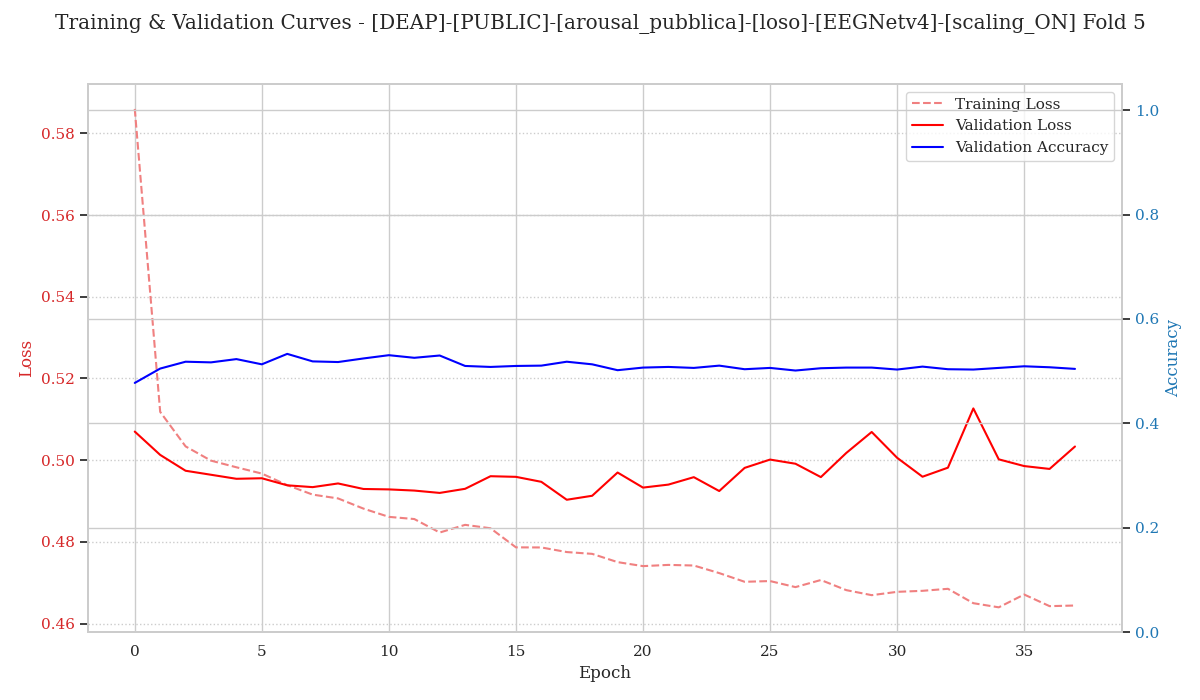 Training & Validation Curves - [DEAP]-[PUBLIC]-[arousal_pubblica]-[loso]-[EEGNetv4]-[scaling_ON] Fold 5
Training Loss
Validation Loss
Validation Accuracy
0.58
0.56
0.54
0.52
0.50
0.48
0.46
Loss
1.0
0.8
0.6
0.4
0.2
0.0
Accuracy
0 5 10 15 20 25 30 35
Epoch